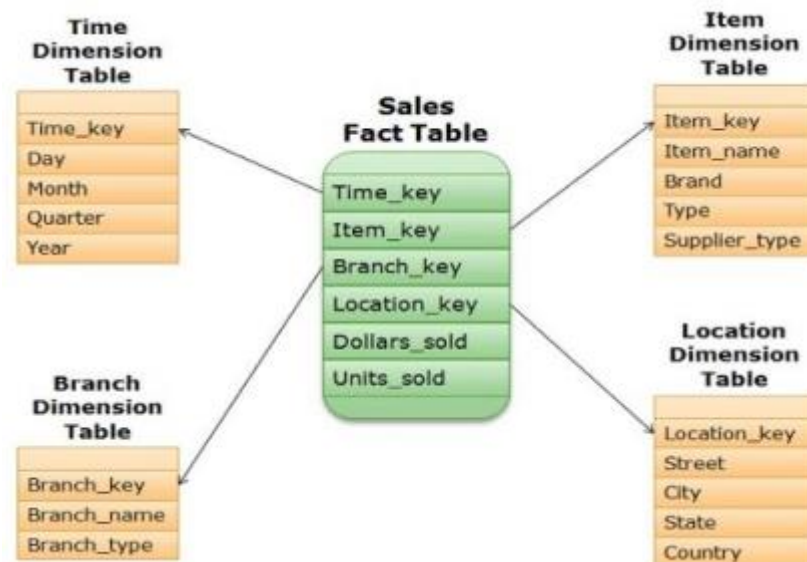 Time
Dimension
Table
Time_key
Day
Month
Quarter
Year
Sales
Fact Table
Time_key
Item_key
Branch_key
Location_key
Dollars_sold
Units_sold
Item
Dimension
Table
Item_key
Item_name
Brand
Type
Supplier_type
Branch
Dimension
Table
Branch_key
Branch_name
Branch_type
Location
Dimension
Table
Location_key
Street
City
State
Country